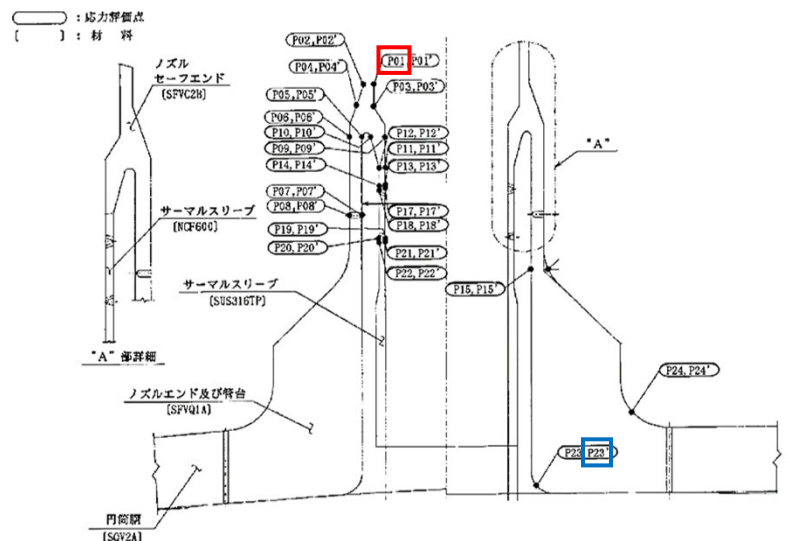 ：応力評価点
[ ]：材 料
ノズル
セーフエンド
[SFVC2B]
サーマルスリーブ
[NCF600]
"A" 部詳細
サーマルスリーブ
[SUS316TP]
ノズルエンド及び管台
[SFVQ1A]
円筒胴
[SQV2A]
P02,P02'
P04,P04'
P05,P05'
P06,P06'
P10,P10'
P09,P09'
P14,P14'
P07,P07'
P08,P08'
P19,P19'
P20,P20'
P01,P01'
P03,P03'
P12,P12'
P11,P11'
P13,P13'
P17,P17'
P18,P18'
P21,P21'
P22,P22'
"A"
P15,P15'
P24,P24'
P23,P23'